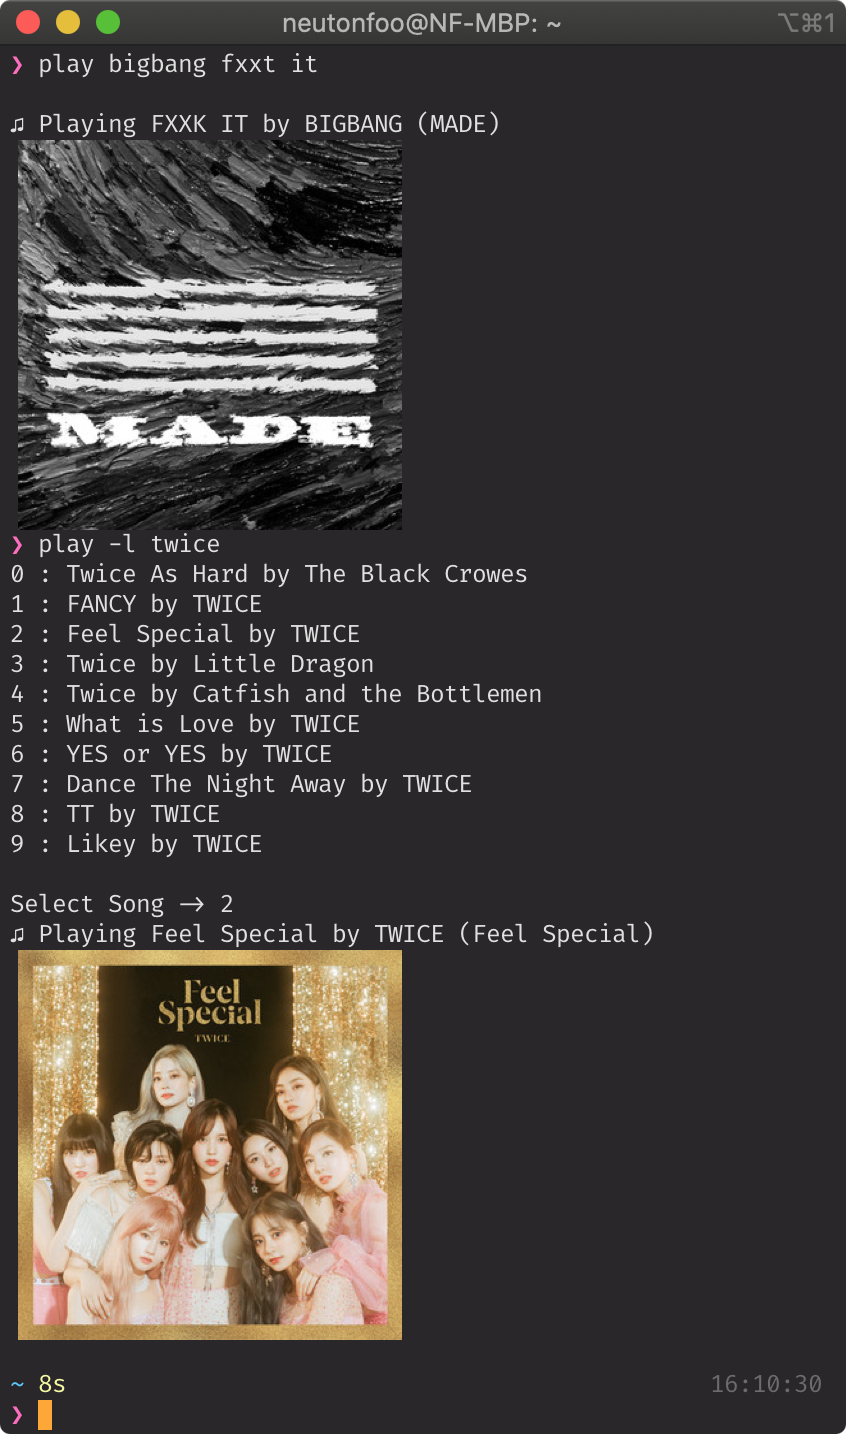 neutonfoo@NF-MBP: ~
⌥⌘1
❯ play bigbang fxxt it
♫ Playing FXXK IT by BIGBANG (MADE)
MADE
❯ play -l twice
0 : Twice As Hard by The Black Crowes
1 : FANCY by TWICE
2 : Feel Special by TWICE
3 : Twice by Little Dragon
4 : Twice by Catfish and the Bottlemen
5 : What is Love by TWICE
6 : YES or YES by TWICE
7 : Dance The Night Away by TWICE
8 : TT by TWICE
9 : Likey by TWICE
Select Song -> 2
♫ Playing Feel Special by TWICE (Feel Special)
Feel
Special
TWICE
~ 8s
16:10:30
❯